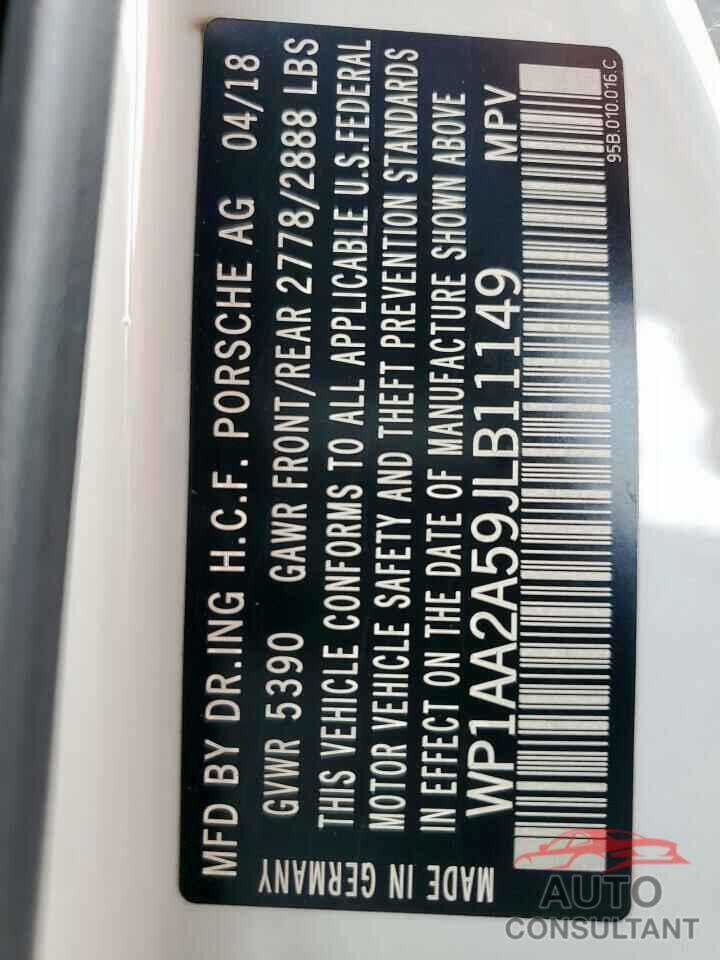 MFD BY DR.ING H.C.F. PORSCHE AG 04/18
GVWR 5390 GAWR FRONT/REAR 2778/2888 LBS
THIS VEHICLE CONFORMS TO ALL APPLICABLE U.S.FEDERAL
MOTOR VEHICLE SAFETY AND THEFT PREVENTION STANDARDS
IN EFFECT ON THE DATE OF MANUFACTURE SHOWN ABOVE
WP1AA2A59JLB11149 MPV
MADE IN GERMANY
95B.010.016.C
AUTO
CONSULTANT